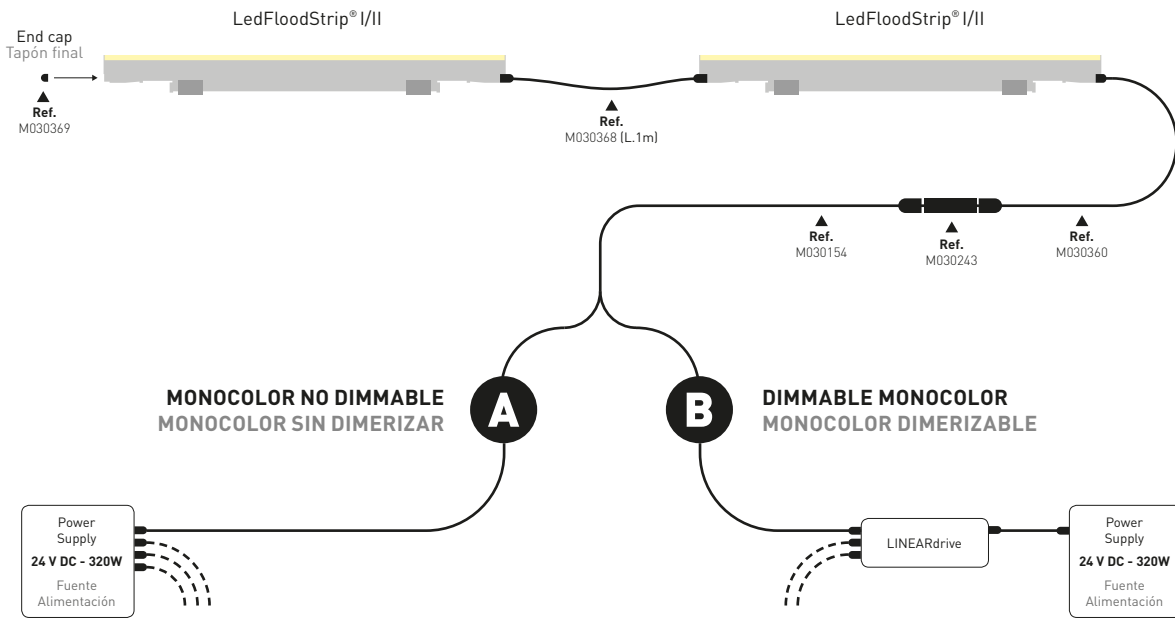 LedFloodStrip® I/II
LedFloodStrip® I/II
End cap
Tapón final
Ref.
M030369
Ref.
M030368 (L.1m)
Ref.
M030154
Ref.
M030243
Ref.
M030360
MONOCOLOR NO DIMMABLE
MONOCOLOR SIN DIMERIZAR
A
B
DIMMABLE MONOCOLOR
MONOCOLOR DIMERIZABLE
Power
Supply
24 V DC - 320W
Fuente
Alimentación
LINEARdrive
Power
Supply
24 V DC - 320W
Fuente
Alimentación